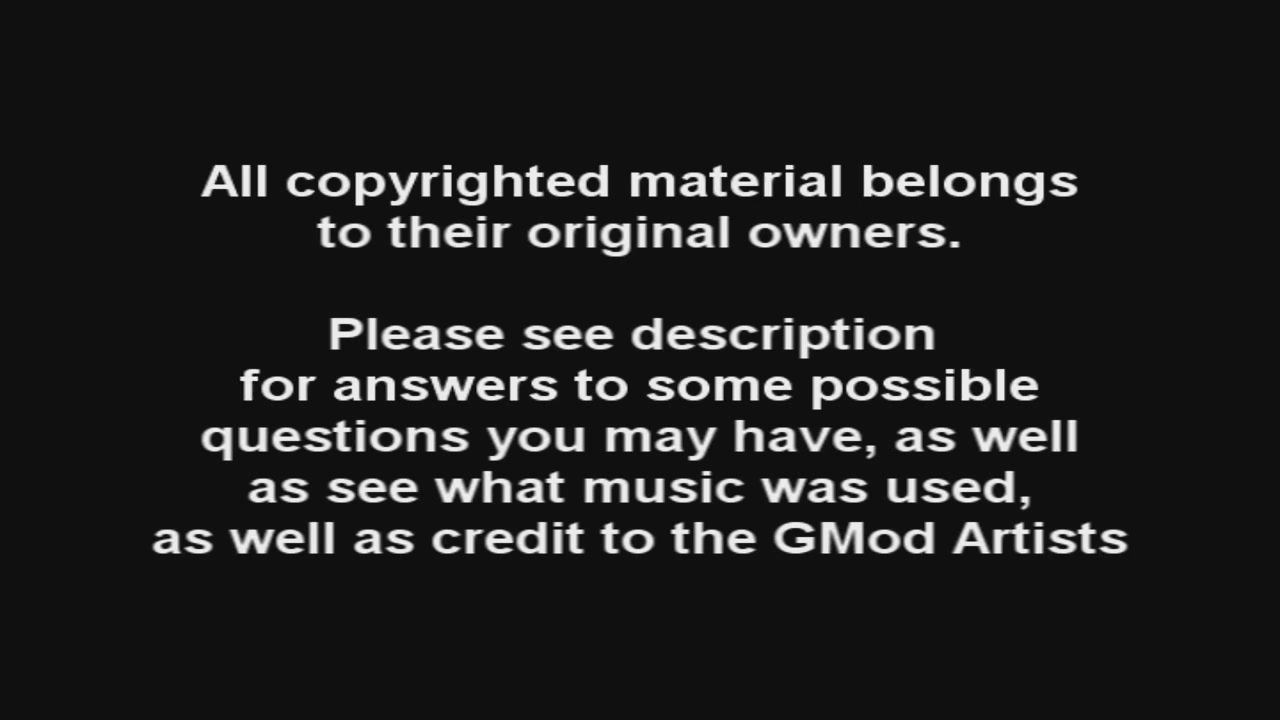 All copyrighted material belongs
to their original owners.
Please see description
for answers to some possible
questions you may have, as well
as see what music was used,
as well as credit to the GMod Artists